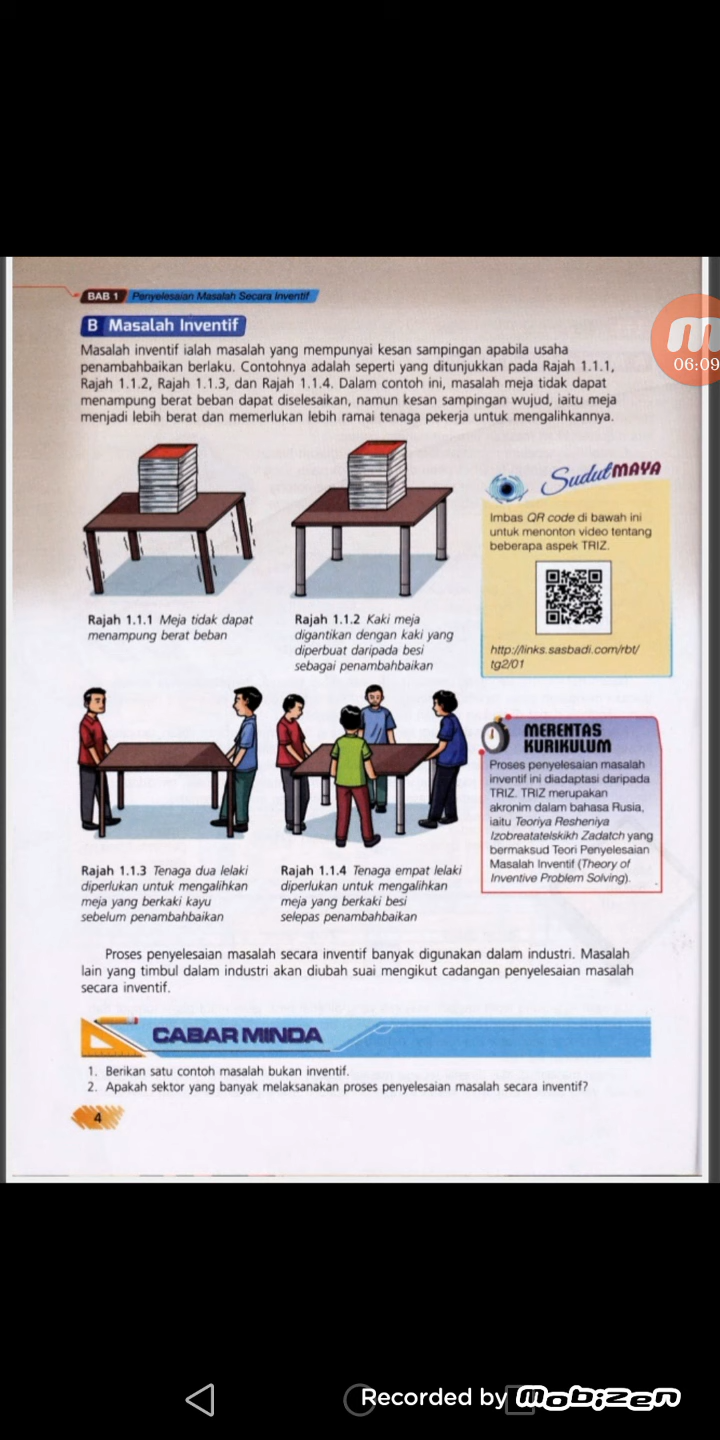 BAB 1 Penyelesaian Masalah Secara Inventif
B Masalah Inventif
Masalah inventif ialah masalah yang mempunyai kesan sampingan apabila usaha
penambahbaikan berlaku. Contohnya adalah seperti yang ditunjukkan pada Rajah 1.1.1,
Rajah 1.1.2, Rajah 1.1.3, dan Rajah 1.1.4. Dalam contoh ini, masalah meja tidak dapat
menampung berat beban dapat diselesaikan, namun kesan sampingan wujud, iaitu meja
menjadi lebih berat dan memerlukan lebih ramai tenaga pekerja untuk mengalihkannya.
06:09
Rajah 1.1.1 Meja tidak dapat
menampung berat beban
Rajah 1.1.2 Kaki meja
digantikan dengan kaki yang
diperbuat daripada besi
sebagai penambahbaikan
Sudut MAYA
Imbas QR code di bawah ini
untuk menonton video tentang
beberapa aspek TRIZ.
http://links.sasbadi.com/rbt/
tg2/01
Rajah 1.1.3 Tenaga dua lelaki
diperlukan untuk mengalihkan
meja yang berkaki kayu
sebelum penambahbaikan
Rajah 1.1.4 Tenaga empat lelaki
diperlukan untuk mengalihkan
meja yang berkaki besi
selepas penambahbaikan
MERENTAS
KURIKULUM
Proses penyelesaian masalah
inventif ini diadaptasi daripada
TRIZ. TRIZ merupakan
akronim dalam bahasa Rusia,
iaitu Teoriya Resheniya
Izobreatatelskikh Zadatch yang
bermaksud Teori Penyelesaian
Masalah Inventif (Theory of
Inventive Problem Solving).
Proses penyelesaian masalah secara inventif banyak digunakan dalam industri. Masalah
lain yang timbul dalam industri akan diubah suai mengikut cadangan penyelesaian masalah
secara inventif.
CABAR MINDA
1. Berikan satu contoh masalah bukan inventif.
2. Apakah sektor yang banyak melaksanakan proses penyelesaian masalah secara inventif?
4
Recorded by mobizen